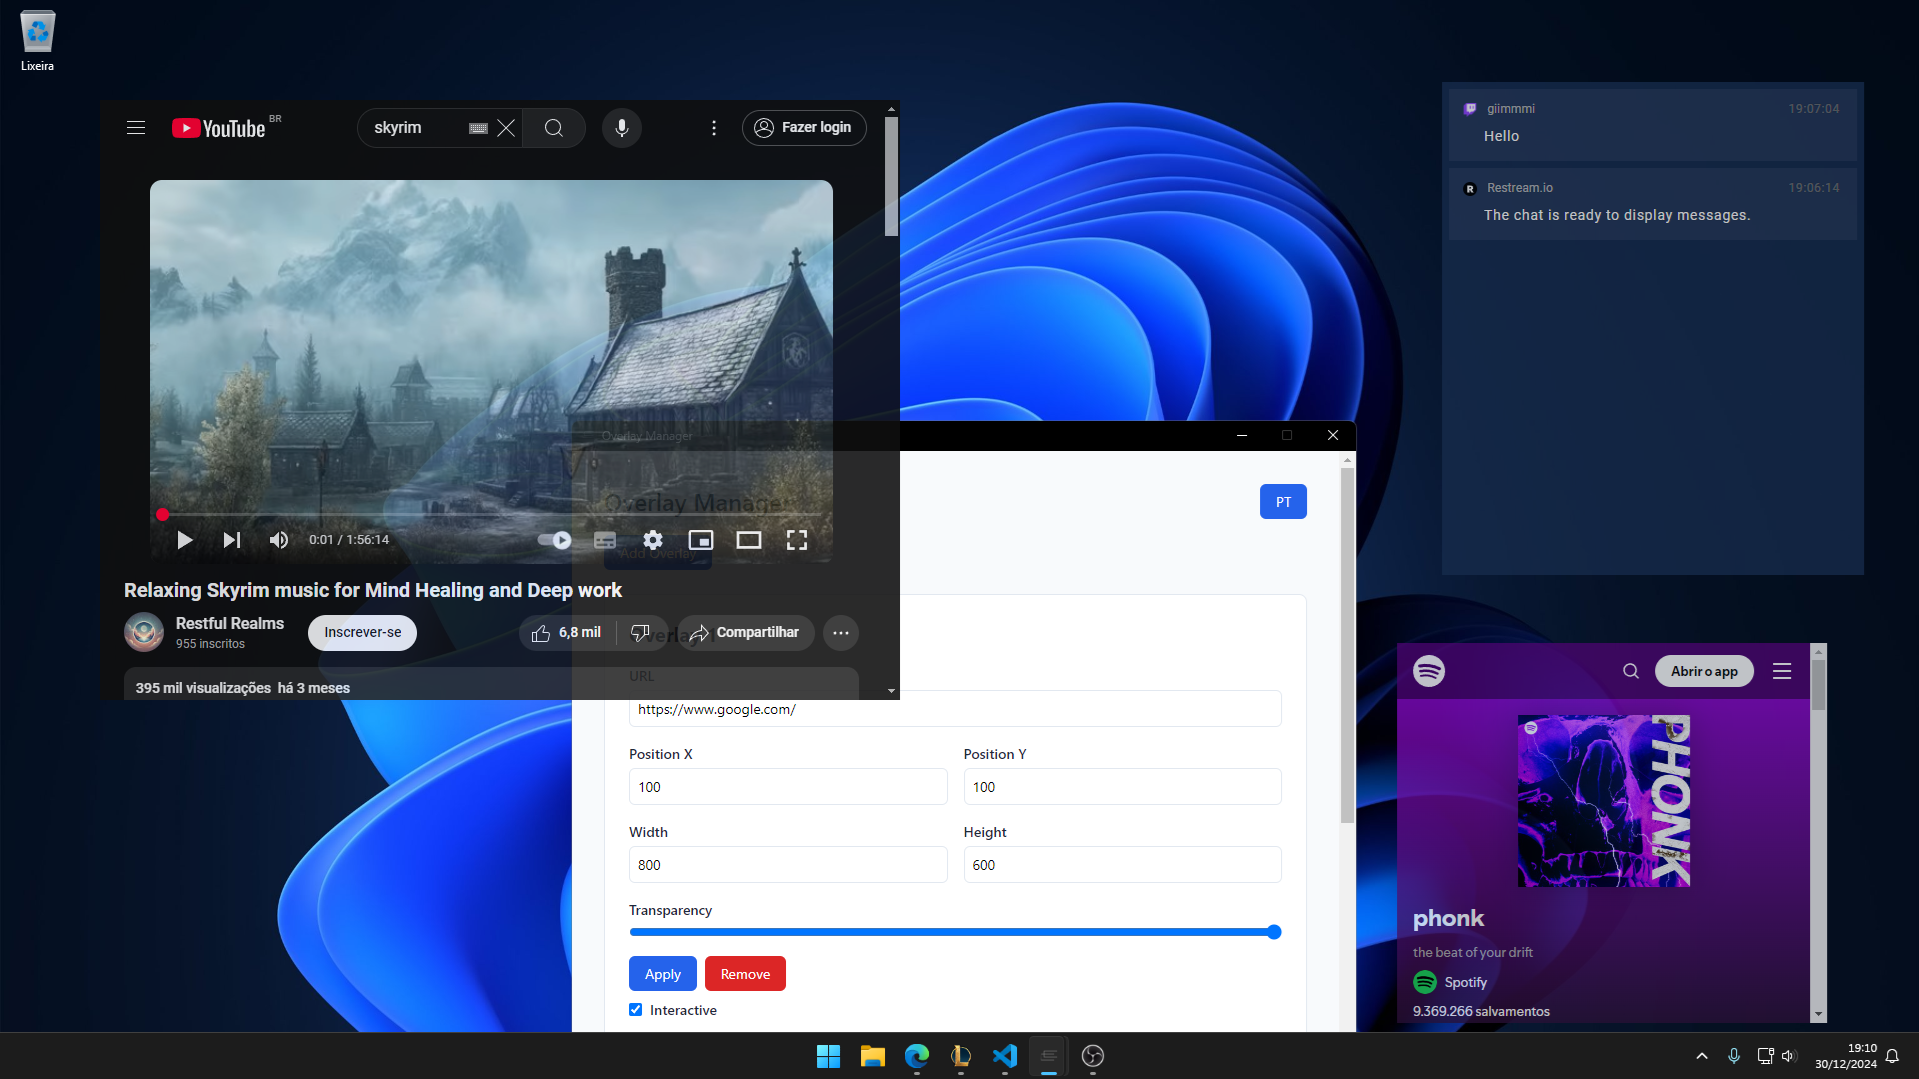 Lixeira
YouTube BR
skyrim
Fazer login
0:01 / 1:56:14
Relaxing Skyrim music for Mind Healing and Deep work
Restful Realms
955 inscritos
Inscrever-se
6,8 mil
Compartilhar
395 mil visualizações há 3 meses
Overlay Manager
Overlay Manager
PT
Add Overlay
URL
https://www.google.com/
Position X
Position Y
100
100
Width
Height
800
600
Transparency
Apply
Remove
Interactive
giimmmi
19:07:04
Hello
R
Restream.io
19:06:14
The chat is ready to display messages.
Abrir o app
PHONK
phonk
the beat of your drift
Spotify
9.369.266 salvamentos
19:10
30/12/2024